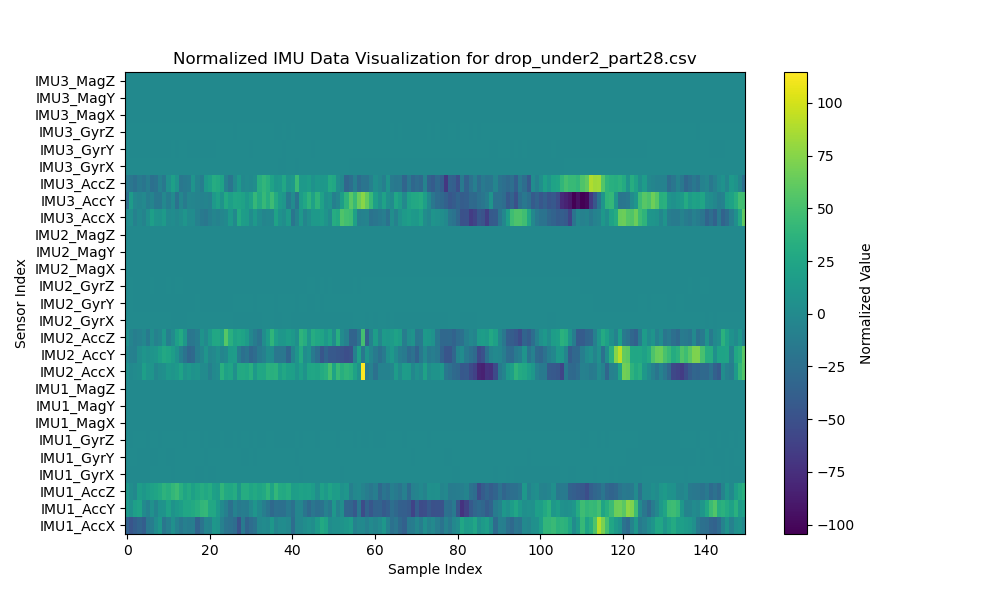 Normalized IMU Data Visualization for drop_under2_part28.csv
IMU3_MagZ
IMU3_MagY
IMU3_MagX
IMU3_GyrZ
IMU3_GyrY
IMU3_GyrX
IMU3_AccZ
IMU3_AccY
IMU3_AccX
IMU2_MagZ
IMU2_MagY
IMU2_MagX
IMU2_GyrZ
IMU2_GyrY
IMU2_GyrX
IMU2_AccZ
IMU2_AccY
IMU2_AccX
IMU1_MagZ
IMU1_MagY
IMU1_MagX
IMU1_GyrZ
IMU1_GyrY
IMU1_GyrX
IMU1_AccZ
IMU1_AccY
IMU1_AccX
Sensor Index
0 20 40 60 80 100 120 140
Sample Index
100
75
50
25
0
−25
−50
−75
−100
Normalized Value